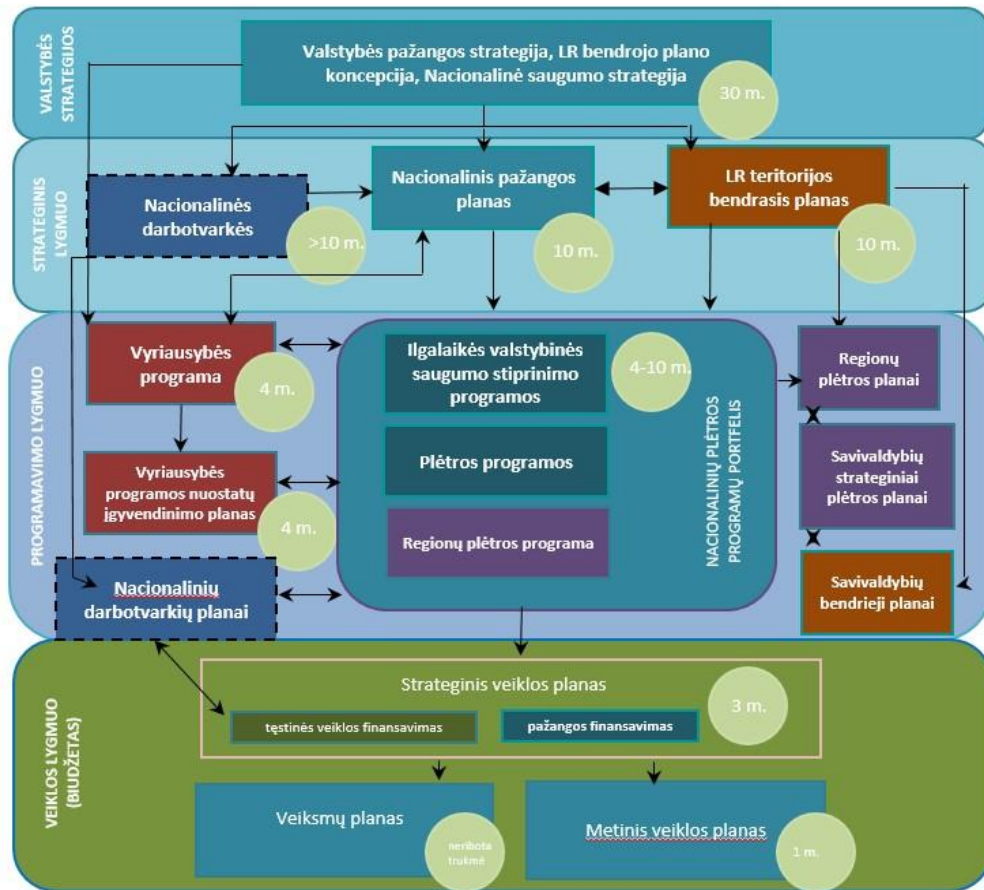 VALSTYBĖS
STRATEGIJOS
Valstybės pažangos strategija, LR bendrojo plano
koncepcija, Nacionalinė saugumo strategija
30 m.
STRATEGINIS
LYGMUO
Nacionalinės
darbotvarkės
>10 m.
Nacionalinis pažangos
planas
10 m.
LR teritorijos
bendrasis planas
10 m.
PROGRAMAVIMO LYGMUO
Vyriausybės
programa
4 m.
Vyriausybės
programos nuostatų
įgyvendinimo planas
4 m.
Nacionalinių
darbotvarkių planai
Ilgalaikės valstybinės
saugumo stiprinimo
programos
4-10 m.
Plėtros programos
Regionų plėtros programa
NACIONALINIŲ PLĖTROS
PROGRAMŲ PORTFELIS
Regionų
plėtros planai
Savivaldybių
strateginiai
plėtros planai
Savivaldybių
bendrieji planai
VEIKLOS LYGMUO
(BIUDŽETAS)
Strateginis veiklos planas
3 m.
tęstinės veiklos finansavimas
pažangos finansavimas
Veiksmų planas
neribota
trukmė
Metinis veiklos planas
1 m.